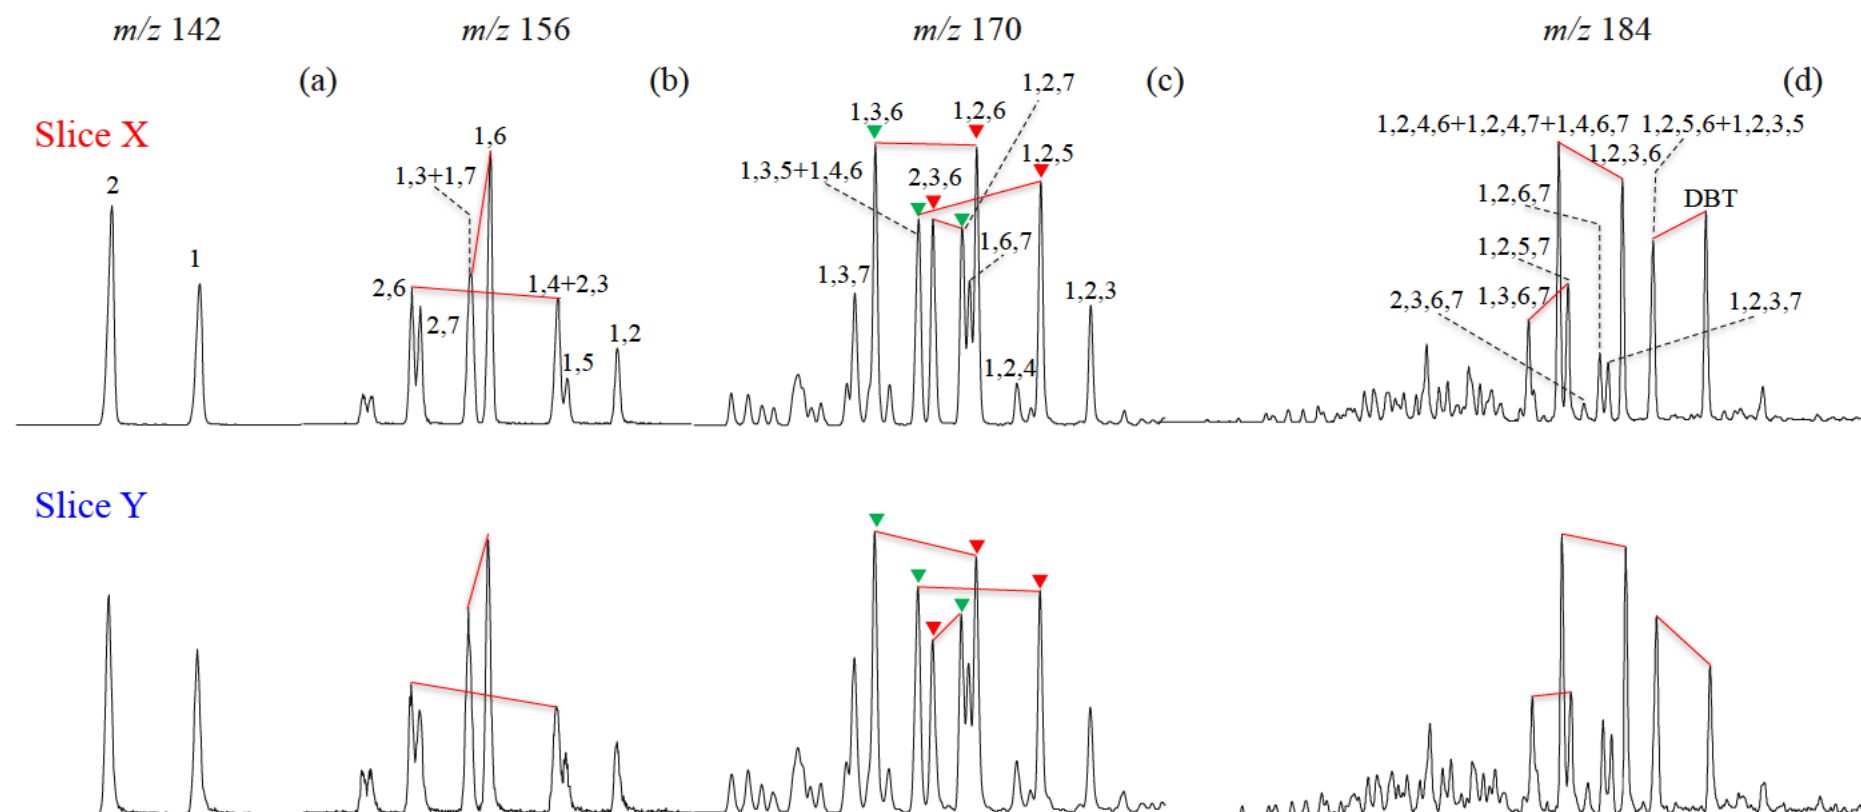 m/z 142
m/z 156
m/z 170
m/z 184
(a)
(b)
(c)
(d)
Slice X
2
1
1,3+1,7
1,6
2,6
2,7
1,4+2,3
1,5
1,2
1,3,6
1,2,6
1,2,7
1,3,5+1,4,6
2,3,6
1,2,5
1,3,7
1,6,7
1,2,4
1,2,3
1,2,4,6+1,2,4,7+1,4,6,7
1,2,5,6+1,2,3,5
1,2,3,6
1,2,6,7
DBT
1,2,5,7
2,3,6,7
1,3,6,7
1,2,3,7
Slice Y